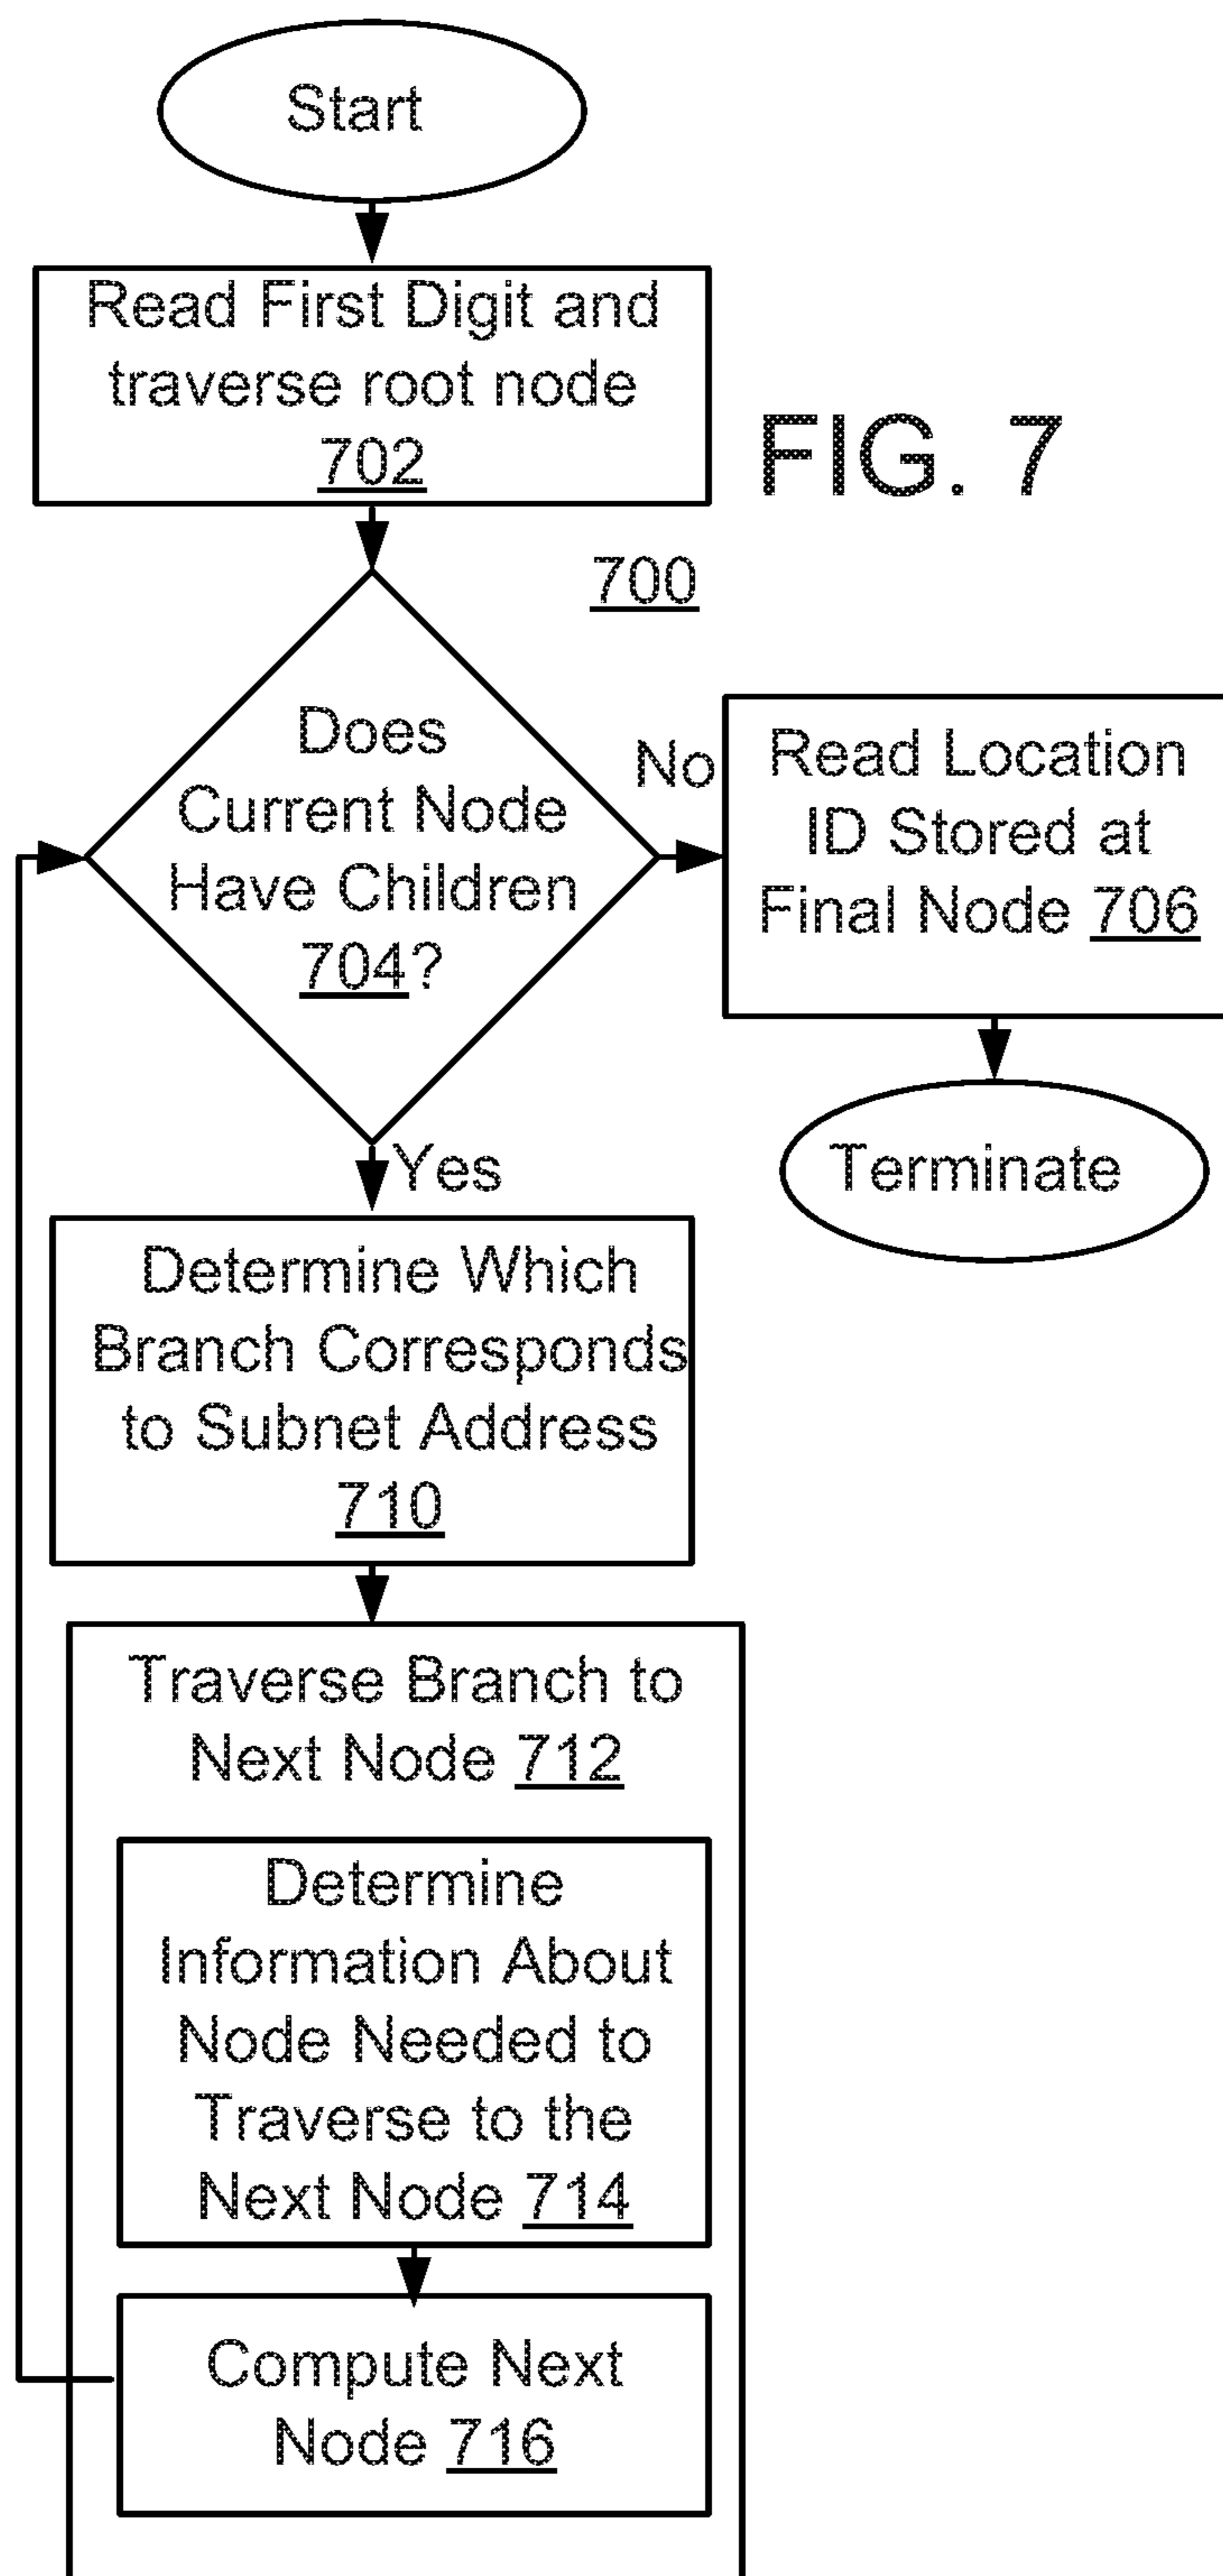 Start
Read First Digit and
traverse root node
702
FIG. 7
700
Does
Current Node
Have Children
704?
No
Read Location
ID Stored at
Final Node 706
Terminate
Yes
Determine Which
Branch Corresponds
to Subnet Address
710
Traverse Branch to
Next Node 712
Determine
Information About
Node Needed to
Traverse to the
Next Node 714
Compute Next
Node 716